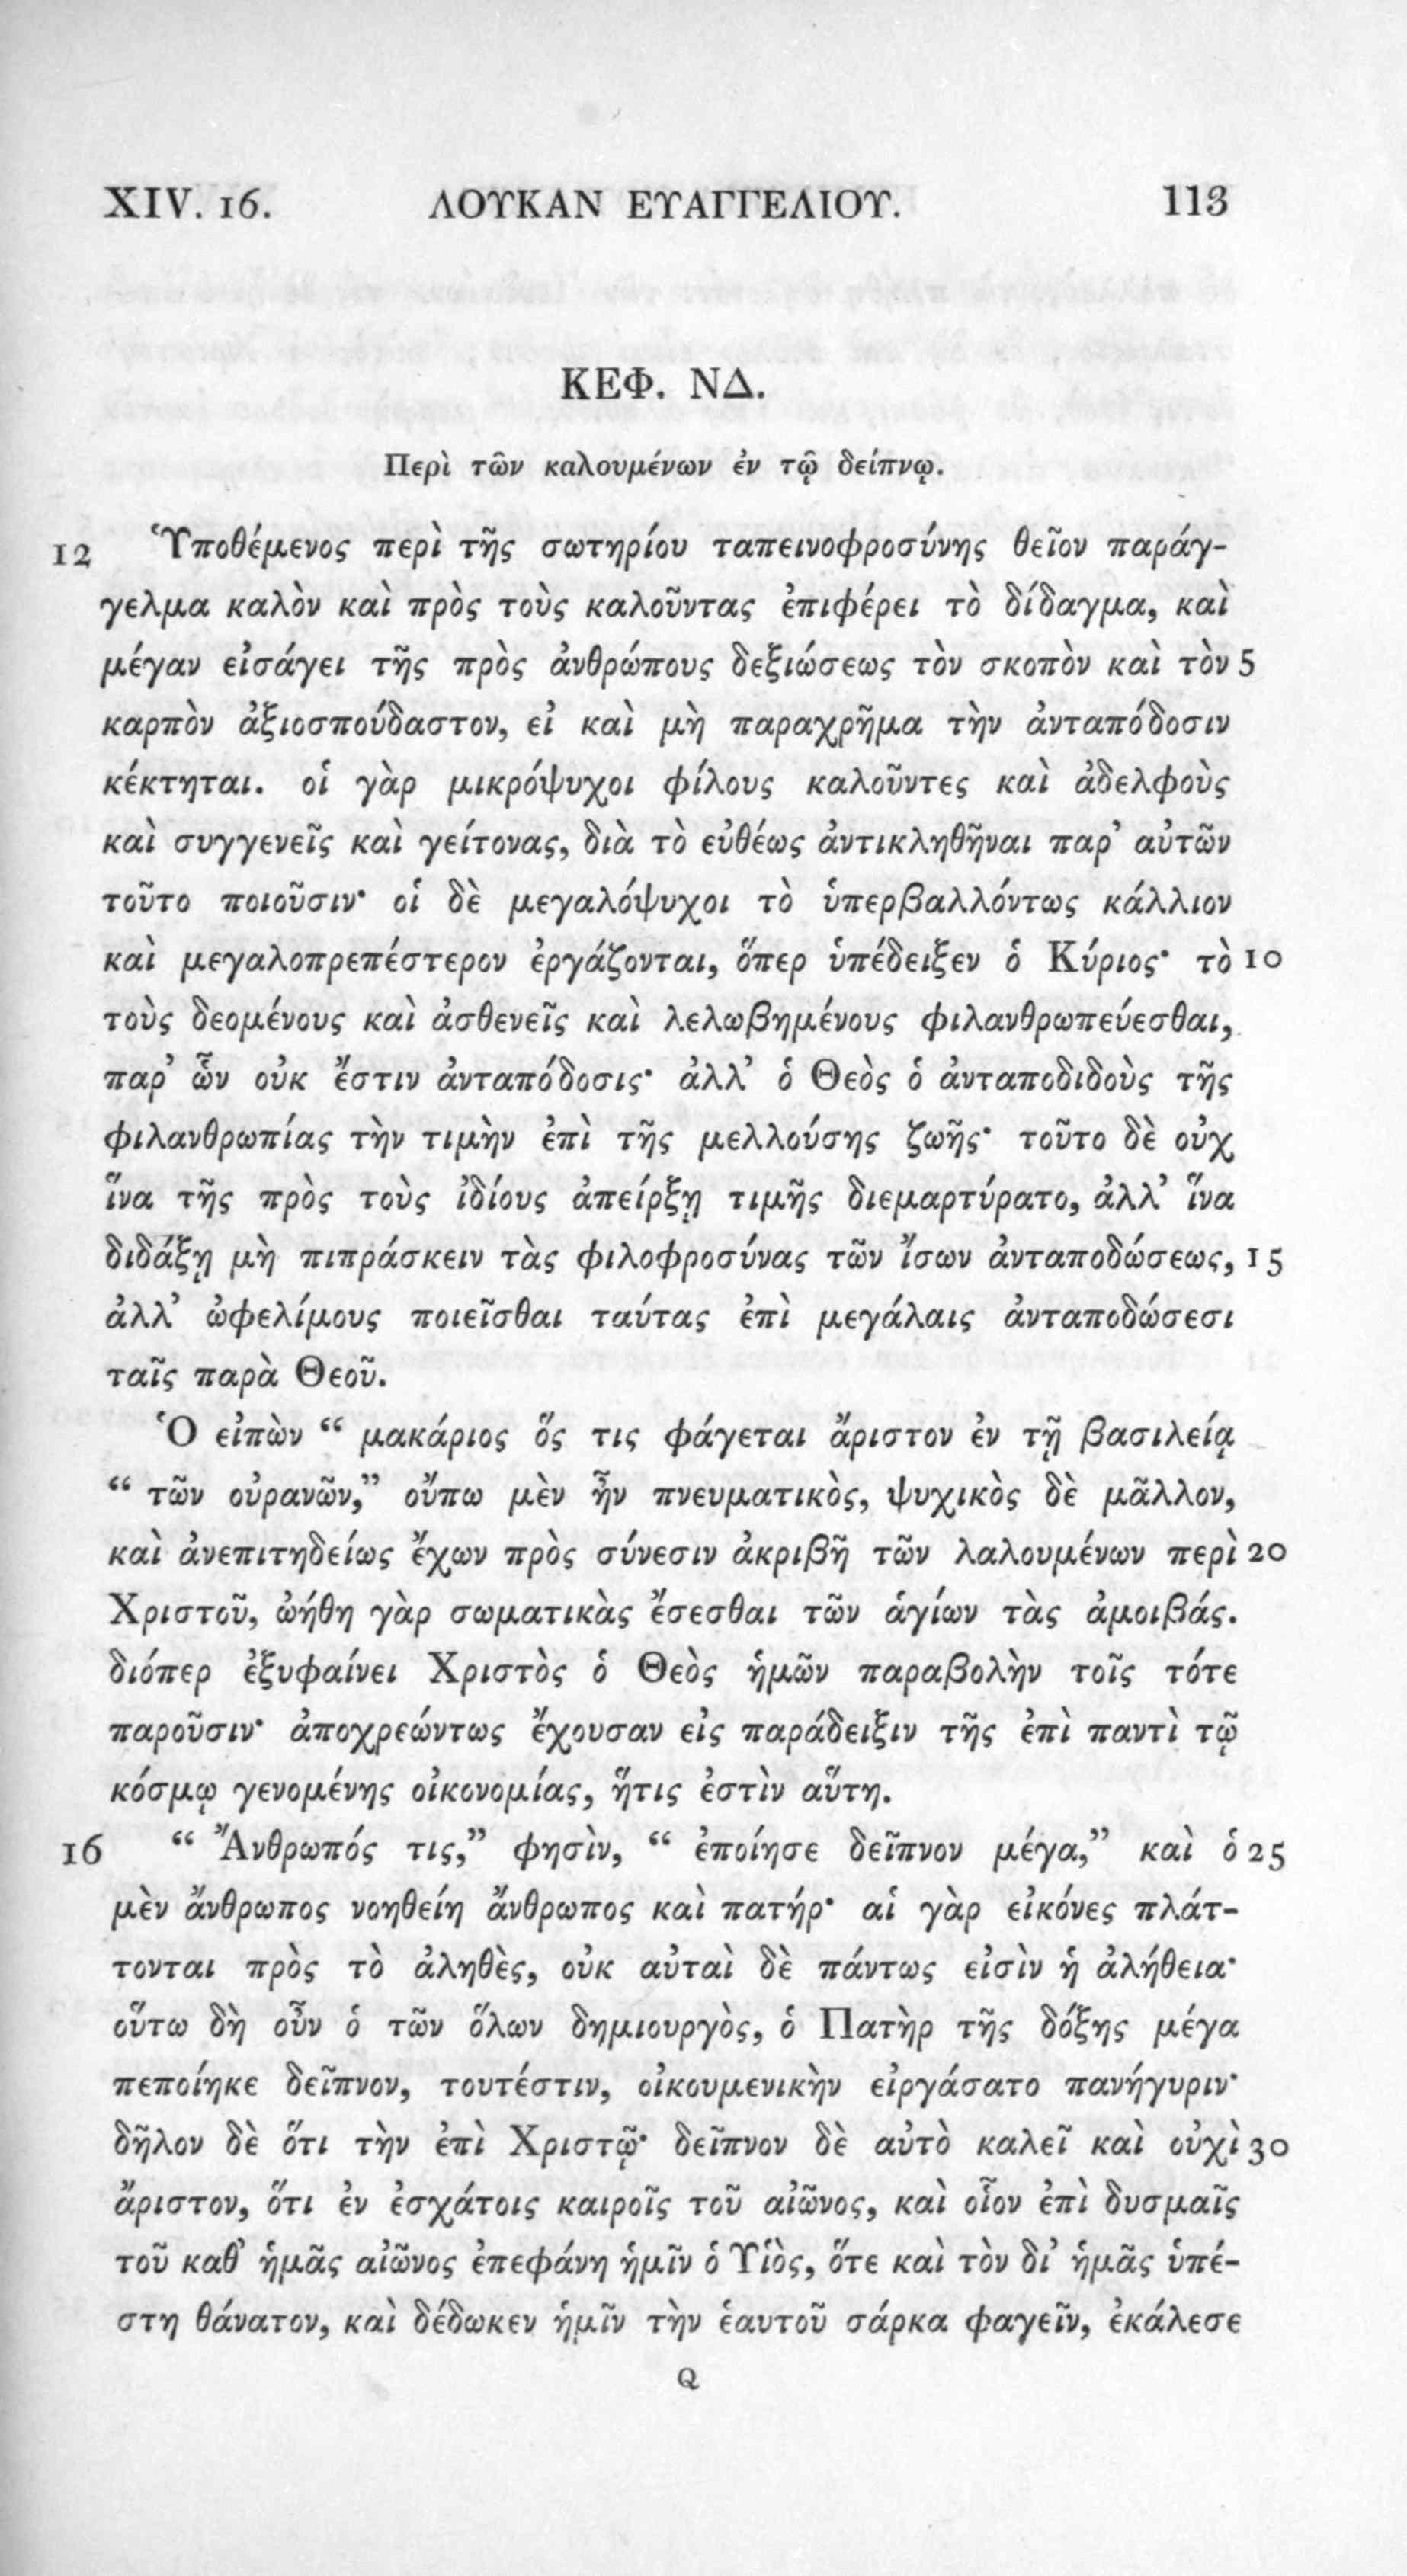 XIV. 16. ΛΟΥΚΑΝ ΕΥΑΓΓΕΛΙΟΥ. 113
ΚΕΦ. ΝΔ.
Περὶ τῶν καλουμένων ἐν τῷ δείπνῳ.
12 Ὑποθέμενος περὶ τῆς σωτηρίου ταπεινοφροσύνης θεῖον παράγ-
γελμα καλὸν καὶ πρὸς τοὺς καλοῦντας ἐπιφέρει τὸ δίδαγμα, καὶ
μέγαν εἰσάγει τῆς πρὸς ἀνθρώπους δεξιώσεως τὸν σκοπὸν καὶ τὸν 5
καρπὸν ἀξιοσπούδαστον, εἰ καὶ μὴ παραχρῆμα τὴν ἀνταπόδοσιν
κέκτηται. οἱ γὰρ μικρόψυχοι φίλους καλοῦντες καὶ ἀδελφοὺς
καὶ συγγενεῖς καὶ γείτονας, διὰ τὸ εὐθέως ἀντικληθῆναι παρ’ αὐτῶν
τοῦτο ποιοῦσιν· οἱ δὲ μεγαλόψυχοι τὸ ὑπερβαλλόντως κάλλιον
καὶ μεγαλοπρεπέστερον ἐργάζονται, ὅπερ ὑπέδειξεν ὁ Κύριος· τὸ 10
τοὺς δεομένους καὶ ἀσθενεῖς καὶ λελωβημένους φιλανθρωπεύεσθαι,
παρ’ ὧν οὐκ ἔστιν ἀνταπόδοσις· ἀλλ’ ὁ Θεὸς ὁ ἀνταποδιδοὺς τῆς
φιλανθρωπίας τὴν τιμὴν ἐπὶ τῆς μελλούσης ζωῆς· τοῦτο δὲ οὐχ
ἵνα τῆς πρὸς τοὺς ἰδίους ἀπείρξῃ τιμῆς διεμαρτύρατο, ἀλλ’ ἵνα
διδάξῃ μὴ πιπράσκειν τὰς φιλοφροσύνας τῶν ἴσων ἀνταποδώσεως, 15
ἀλλ’ ὠφελίμους ποιεῖσθαι ταύτας ἐπὶ μεγάλαις ἀνταποδώσεσι
ταῖς παρὰ Θεοῦ.
Ὁ εἰπὼν “ μακάριος ὅς τις φάγεται ἄριστον ἐν τῇ βασιλείᾳ
“ τῶν οὐρανῶν,” οὔπω μὲν ἦν πνευματικὸς, ψυχικὸς δὲ μᾶλλον,
καὶ ἀνεπιτηδείως ἔχων πρὸς σύνεσιν ἀκριβῆ τῶν λαλουμένων περὶ 20
Χριστοῦ, ὠήθη γὰρ σωματικὰς ἔσεσθαι τῶν ἁγίων τὰς ἀμοιβάς.
διόπερ ἐξυφαίνει Χριστὸς ὁ Θεὸς ἡμῶν παραβολὴν τοῖς τότε
παροῦσιν· ἀποχρεώντως ἔχουσαν εἰς παράδειξιν τῆς ἐπὶ παντὶ τῷ
κόσμῳ γενομένης οἰκονομίας, ἥτις ἐστὶν αὕτη.
16 “ Ἄνθρωπός τις,” φησὶν, “ ἐποίησε δεῖπνον μέγα,” καὶ ὁ 25
μὲν ἄνθρωπος νοηθείη ἄνθρωπος καὶ πατήρ· αἱ γὰρ εἰκόνες πλάτ-
τονται πρὸς τὸ ἀληθὲς, οὐκ αὐταὶ δὲ πάντως εἰσὶν ἡ ἀλήθεια·
οὕτω δὴ οὖν ὁ τῶν ὅλων δημιουργὸς, ὁ Πατὴρ τῆς δόξης μέγα
πεποίηκε δεῖπνον, τουτέστιν, οἰκουμενικὴν εἰργάσατο πανήγυριν·
δῆλον δὲ ὅτι τὴν ἐπὶ Χριστῷ· δεῖπνον δὲ αὐτὸ καλεῖ καὶ οὐχὶ 30
ἄριστον, ὅτι ἐν ἐσχάτοις καιροῖς τοῦ αἰῶνος, καὶ οἷον ἐπὶ δυσμαῖς
τοῦ καθ’ ἡμᾶς αἰῶνος ἐπεφάνη ἡμῖν ὁ Υἱὸς, ὅτε καὶ τὸν δι’ ἡμᾶς ὑπέ-
στη θάνατον, καὶ δέδωκεν ἡμῖν τὴν ἑαυτοῦ σάρκα φαγεῖν, ἐκάλεσε
Q